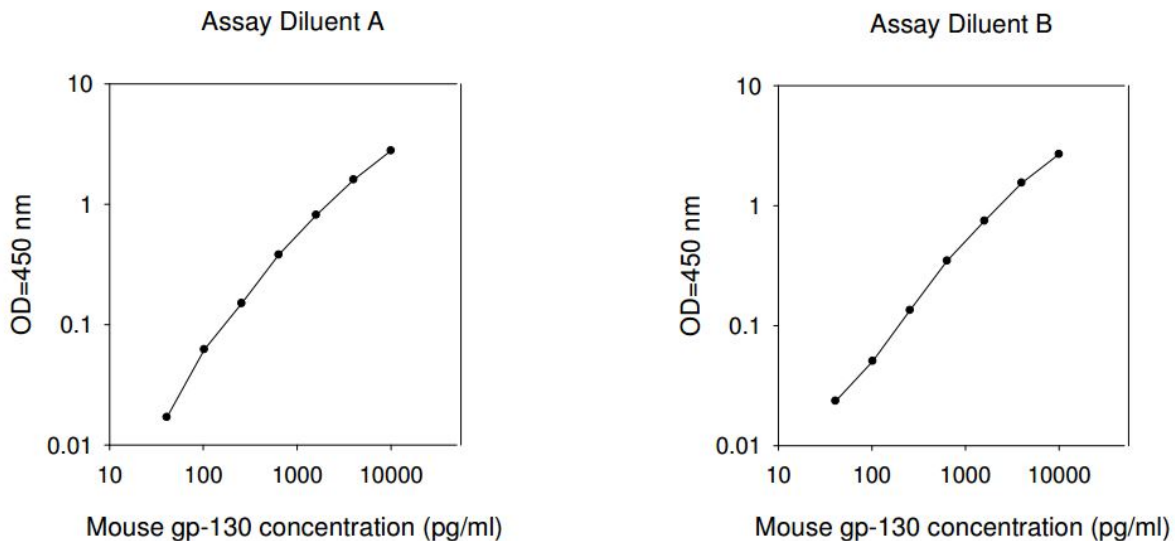 Assay Diluent A
10
1
0.1
0.01
OD=450 nm
10 100 1000 10000
Mouse gp-130 concentration (pg/ml)
Assay Diluent B
10
1
0.1
0.01
OD=450 nm
10 100 1000 10000
Mouse gp-130 concentration (pg/ml)